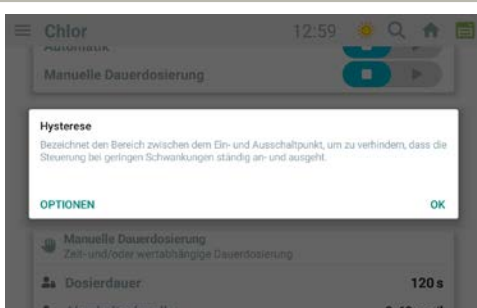 Chlor 12:59
Automatik
Manuelle Dauerdosierung
Hysterese
Bezeichnet den Bereich zwischen dem Ein- und Ausschaltpunkt, um zu verhindern, dass die
Steuerung bei geringen Schwankungen ständig an- und ausgeht.
OPTIONEN OK
Manuelle Dauerdosierung
Zeit- und/oder wertabhängige Dauerdosierung
Dosierdauer 120 s